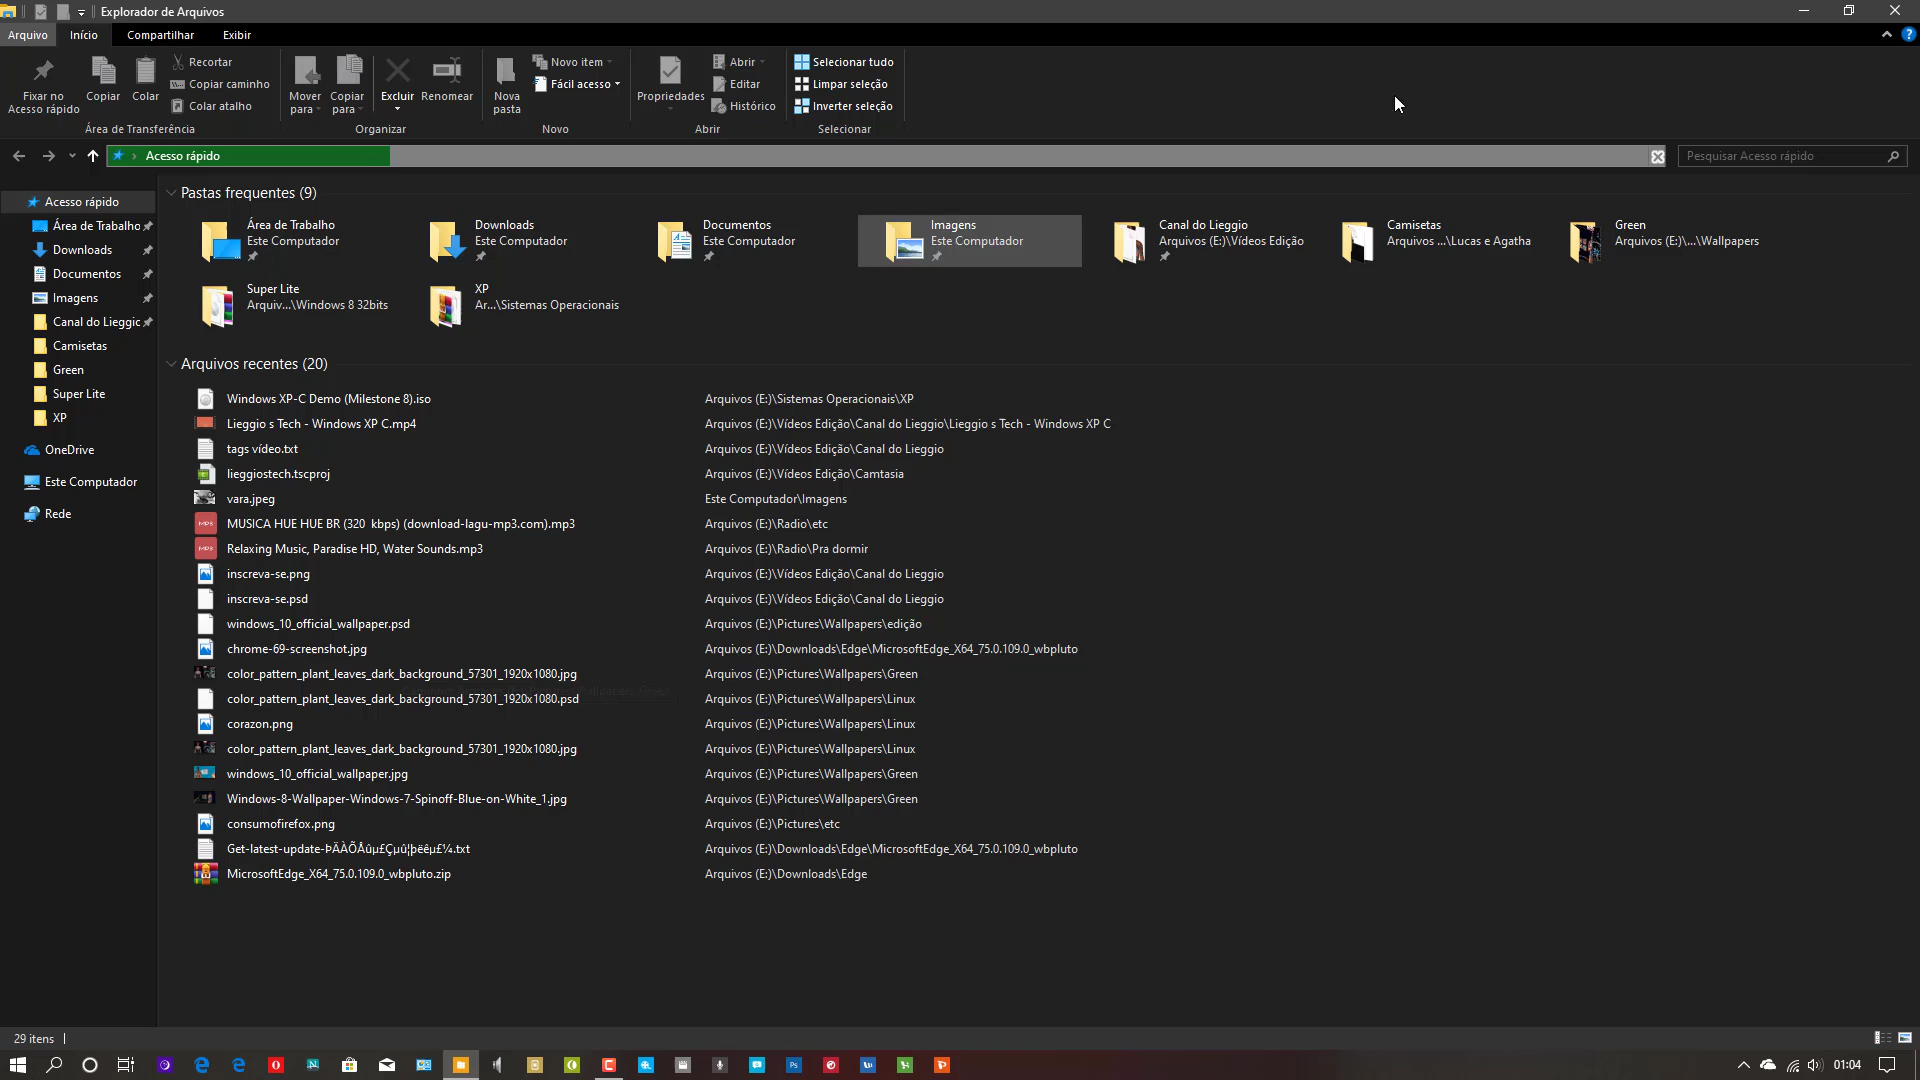 Explorador de Arquivos
Arquivo Início Compartilhar Exibir
Fixar no Acesso rápido
Copiar
Colar
Recortar
Copiar caminho
Colar atalho
Área de Transferência
Mover para
Copiar para
Excluir
Renomear
Organizar
Nova pasta
Novo item
Fácil acesso
Novo
Propriedades
Abrir
Editar
Histórico
Abrir
Selecionar tudo
Limpar seleção
Inverter seleção
Selecionar
Acesso rápido
Pesquisar Acesso rápido
Acesso rápido
Área de Trabalho
Downloads
Documentos
Imagens
Canal do Lieggio
Camisetas
Green
Super Lite
XP
OneDrive
Este Computador
Rede
Pastas frequentes (9)
Área de Trabalho
Este Computador
Downloads
Este Computador
Documentos
Este Computador
Imagens
Este Computador
Canal do Lieggio
Arquivos (E:)\Vídeos Edição
Camisetas
Arquivos ...\Lucas e Agatha
Green
Arquivos (E:)\...\Wallpapers
Super Lite
Arquiv...\Windows 8 32bits
XP
Ar...\Sistemas Operacionais
Arquivos recentes (20)
Windows XP-C Demo (Milestone 8).iso Arquivos (E:)\Sistemas Operacionais\XP
Lieggio s Tech - Windows XP C.mp4 Arquivos (E:)\Vídeos Edição\Canal do Lieggio\Lieggio s Tech - Windows XP C
tags vídeo.txt Arquivos (E:)\Vídeos Edição\Canal do Lieggio
lieggiostech.tscproj Arquivos (E:)\Vídeos Edição\Camtasia
vara.jpeg Este Computador\Imagens
MUSICA HUE HUE BR (320 kbps) (download-lagu-mp3.com).mp3 Arquivos (E:)\Radio\etc
Relaxing Music, Paradise HD, Water Sounds.mp3 Arquivos (E:)\Radio\Pra dormir
inscreva-se.png Arquivos (E:)\Vídeos Edição\Canal do Lieggio
inscreva-se.psd Arquivos (E:)\Vídeos Edição\Canal do Lieggio
windows_10_official_wallpaper.psd Arquivos (E:)\Pictures\Wallpapers\edição
chrome-69-screenshot.jpg Arquivos (E:)\Downloads\Edge\MicrosoftEdge_X64_75.0.109.0_wbpluto
color_pattern_plant_leaves_dark_background_57301_1920x1080.jpg Arquivos (E:)\Pictures\Wallpapers\Green
color_pattern_plant_leaves_dark_background_57301_1920x1080.psd Arquivos (E:)\Pictures\Wallpapers\Linux
corazon.png Arquivos (E:)\Pictures\Wallpapers\Linux
color_pattern_plant_leaves_dark_background_57301_1920x1080.jpg Arquivos (E:)\Pictures\Wallpapers\Linux
windows_10_official_wallpaper.jpg Arquivos (E:)\Pictures\Wallpapers\Green
Windows-8-Wallpaper-Windows-7-Spinoff-Blue-on-White_1.jpg Arquivos (E:)\Pictures\Wallpapers\Green
consumofirefox.png Arquivos (E:)\Pictures\etc
Get-latest-update-ÞÄÀÕÅûµ£Çµû¦þëêµ£¼.txt Arquivos (E:)\Downloads\Edge\MicrosoftEdge_X64_75.0.109.0_wbpluto
MicrosoftEdge_X64_75.0.109.0_wbpluto.zip Arquivos (E:)\Downloads\Edge
29 itens
01:04